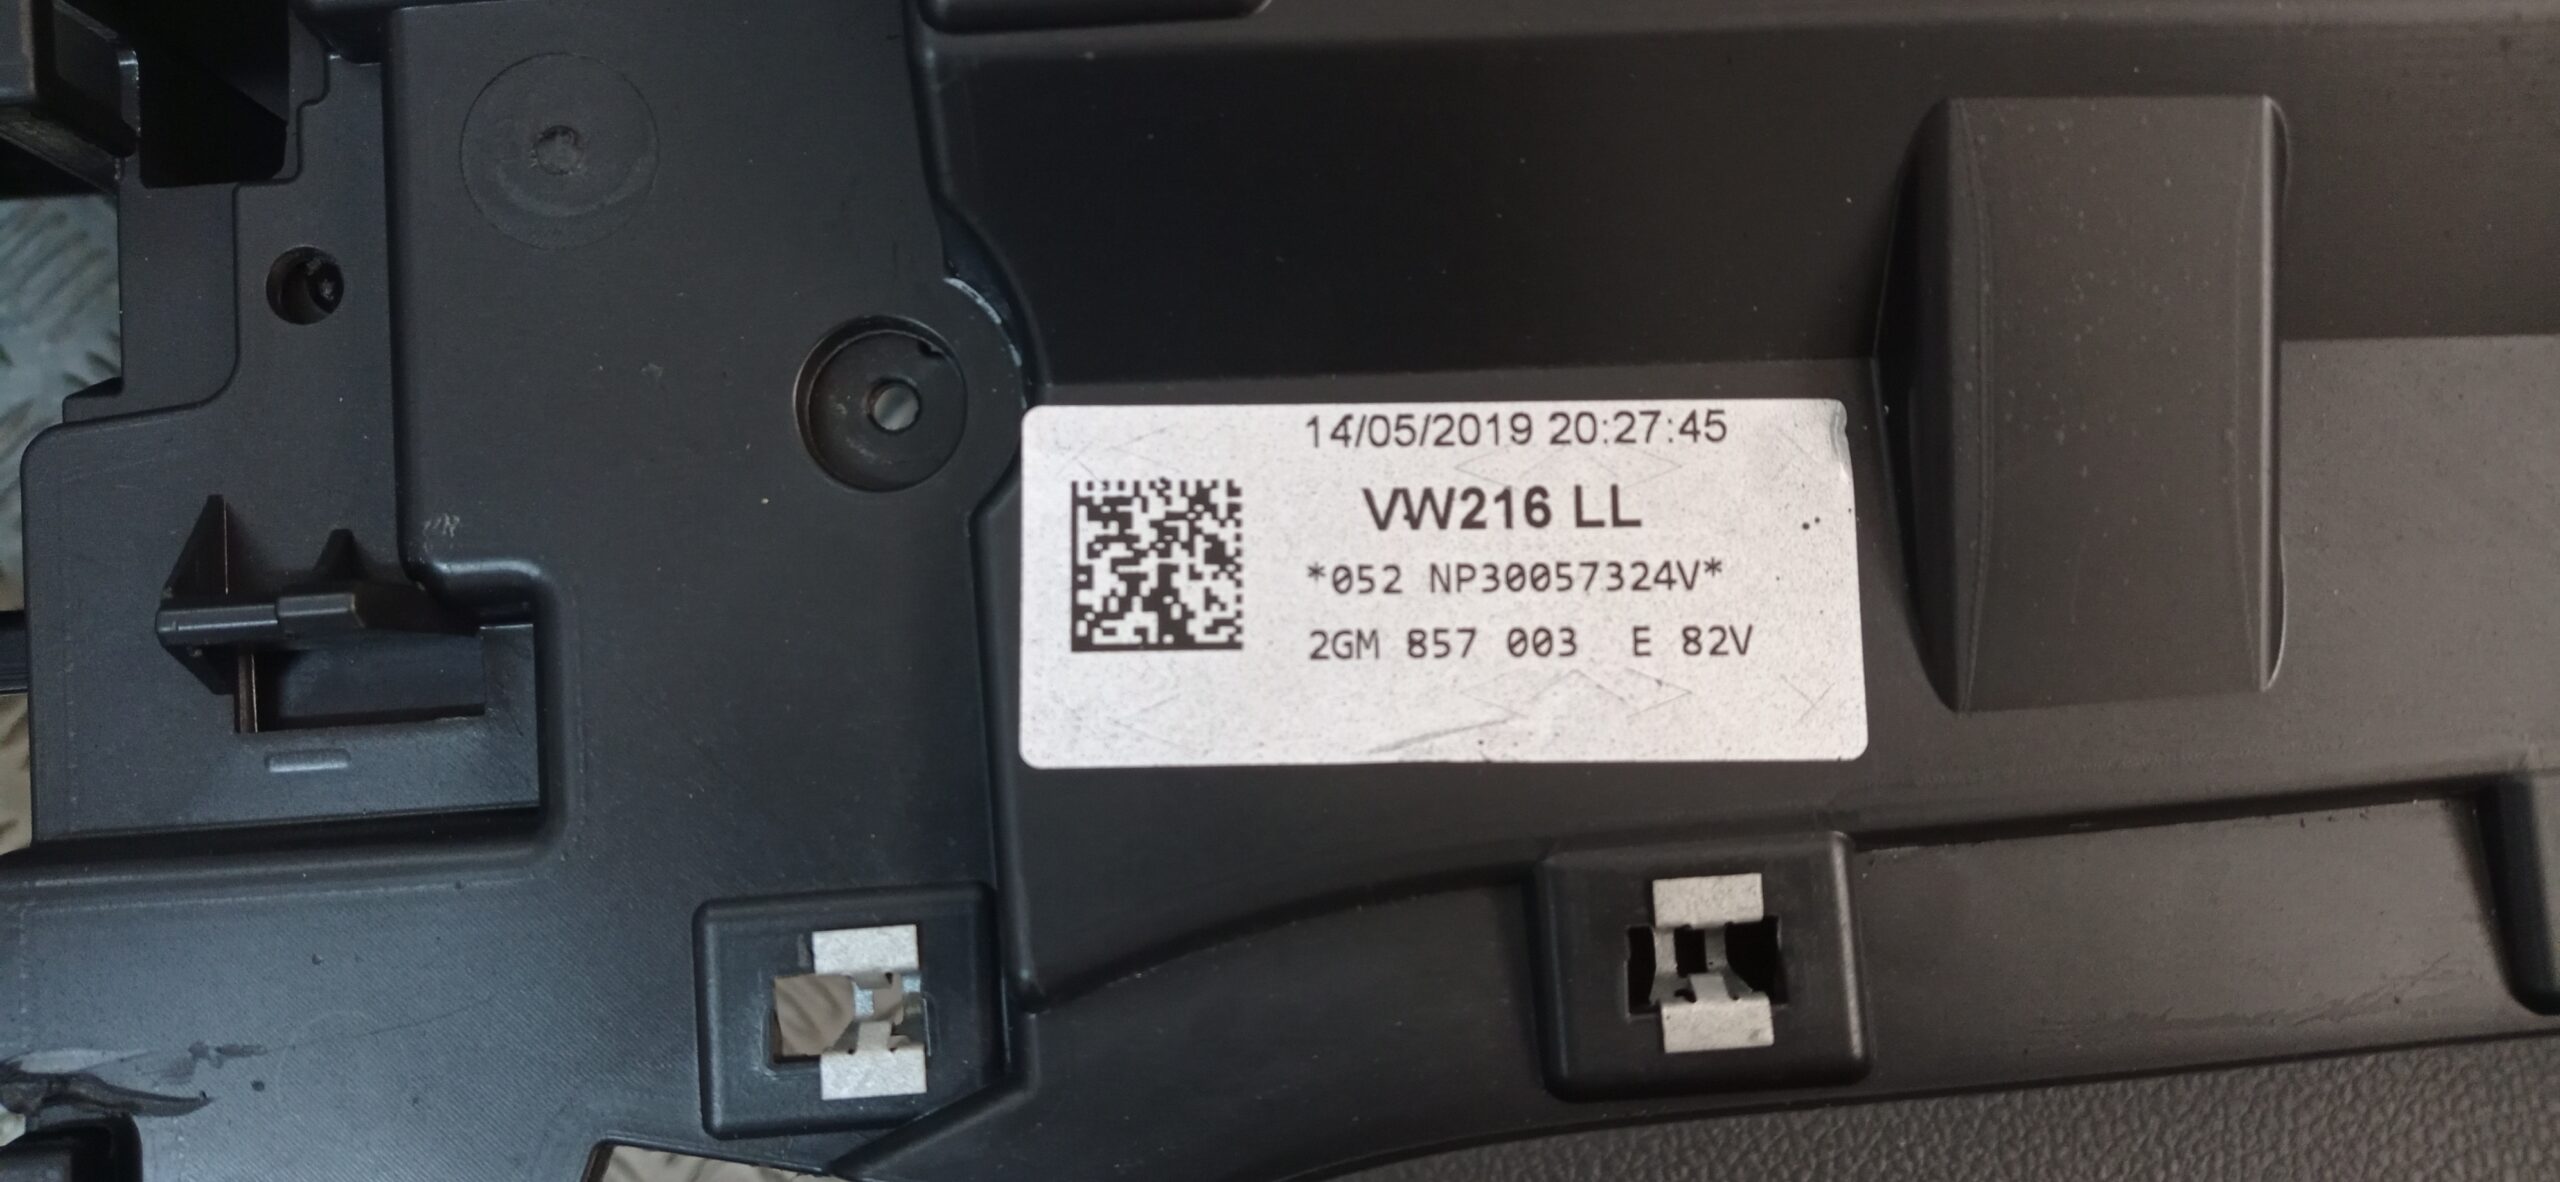 14/05/2019 20:27:45
VW216 LL
*052 NP30057324V*
2GM 857 003 E 82V